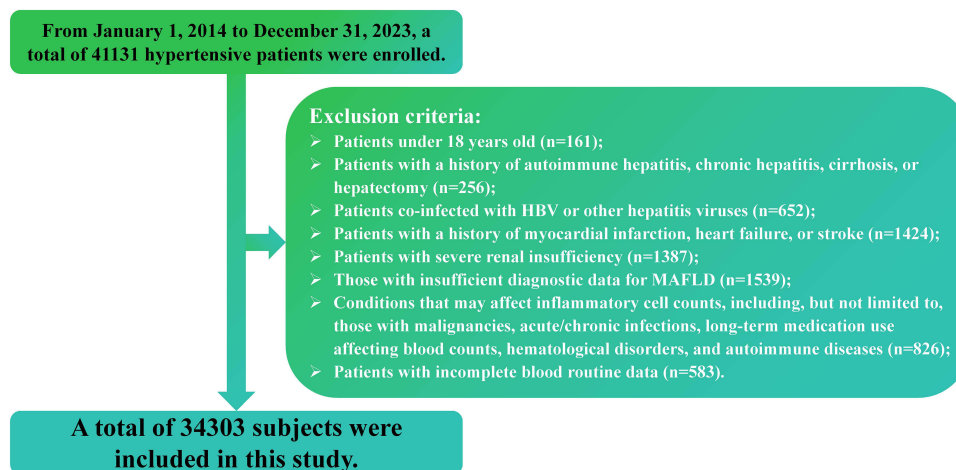 From January 1, 2014 to December 31, 2023, a
total of 41131 hypertensive patients were enrolled.
Exclusion criteria:
➢ Patients under 18 years old (n=161);
➢ Patients with a history of autoimmune hepatitis, chronic hepatitis, cirrhosis, or
hepatectomy (n=256);
➢ Patients co-infected with HBV or other hepatitis viruses (n=652);
➢ Patients with a history of myocardial infarction, heart failure, or stroke (n=1424);
➢ Patients with severe renal insufficiency (n=1387);
➢ Those with insufficient diagnostic data for MAFLD (n=1539);
➢ Conditions that may affect inflammatory cell counts, including, but not limited to,
those with malignancies, acute/chronic infections, long-term medication use
affecting blood counts, hematological disorders, and autoimmune diseases (n=826);
➢ Patients with incomplete blood routine data (n=583).
A total of 34303 subjects were
included in this study.